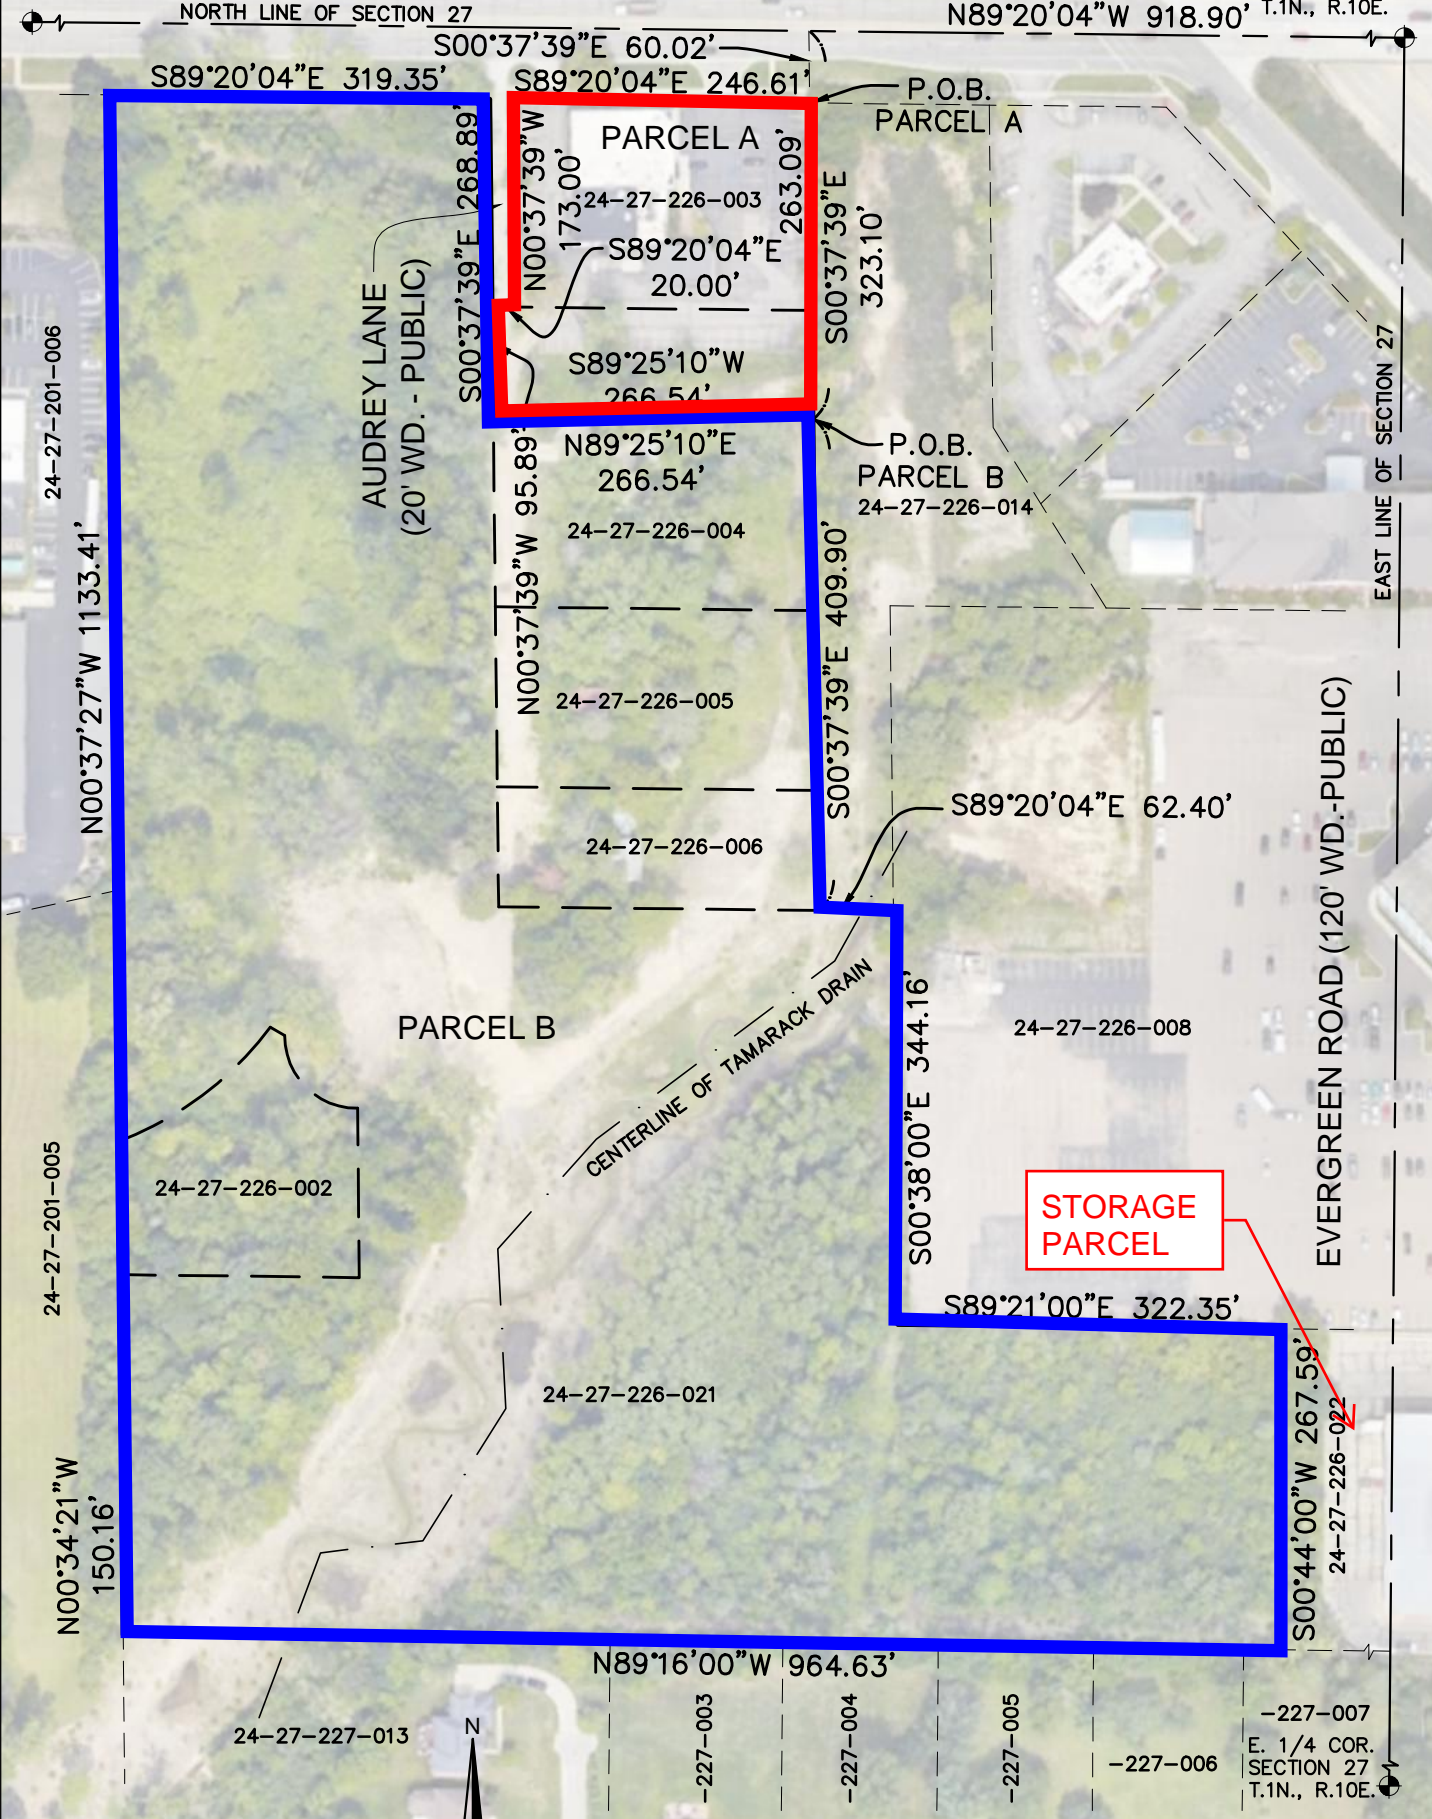 NORTH LINE OF SECTION 27
N89°20'04"W 918.90'
T.1N., R.10E.
S00°37'39"E 60.02'
S89°20'04"E 319.35'
S89°20'04"E 246.61'
P.O.B.
PARCEL A
PARCEL A
24-27-226-003
S00°37'39"E 268.89'
N00°37'39"W
173.00'
263.09'
S00°37'39"E
323.10'
S89°20'04"E
20.00'
AUDREY LANE
(20' WD. - PUBLIC)
24-27-201-006
S89°25'10"W
266.54'
EAST LINE OF SECTION 27
N89°25'10"E
266.54'
P.O.B.
PARCEL B
24-27-226-014
24-27-226-004
N00°37'39"W 95.89'
S00°37'39"E 409.90'
N00°37'27"W 1133.41'
24-27-226-005
24-27-226-006
S89°20'04"E 62.40'
EVERGREEN ROAD (120' WD.-PUBLIC)
PARCEL B
CENTERLINE OF TAMARACK DRAIN
S00°38'00"E 344.16'
24-27-226-008
24-27-226-002
24-27-201-005
STORAGE
PARCEL
S89°21'00"E 322.35'
24-27-226-021
S00°44'00"W 267.59'
24-27-226-022
N00°34'21"W
150.16'
N89°16'00"W 964.63'
24-27-227-013
N
-227-003
-227-004
-227-005
-227-006
-227-007
E. 1/4 COR.
SECTION 27
T.1N., R.10E.